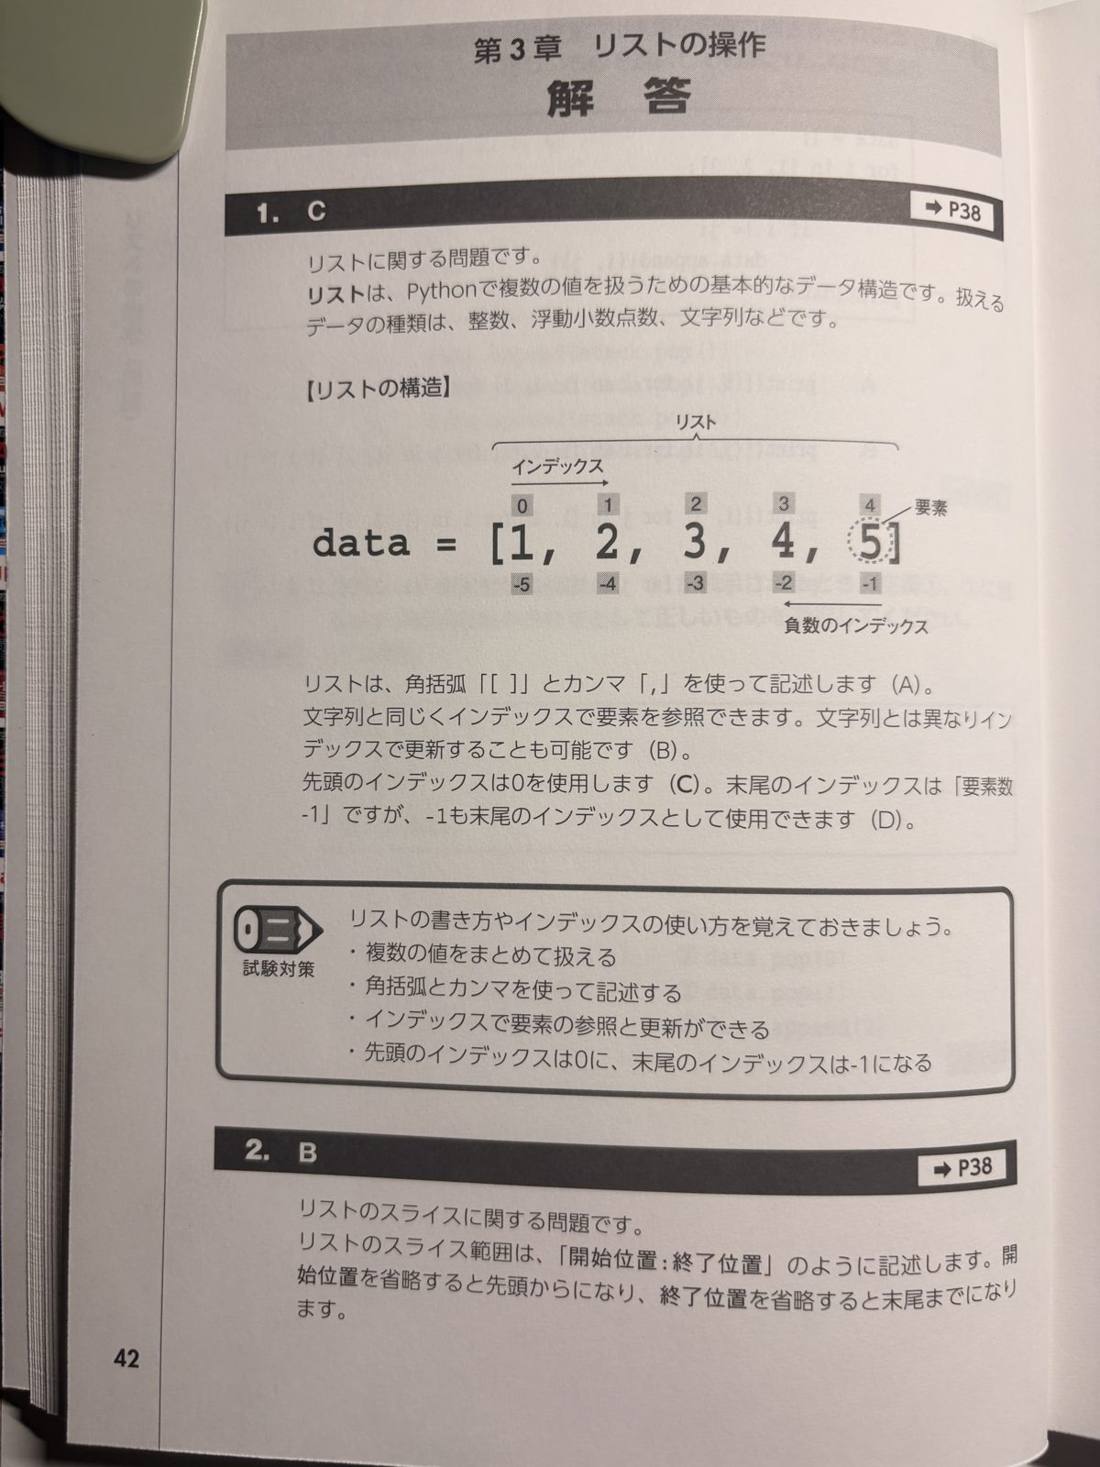 第3章 リストの操作
解 答
1. C
➡ P38
リストに関する問題です。
リストは、Pythonで複数の値を扱うための基本的なデータ構造です。扱える
データの種類は、整数、浮動小数点数、文字列などです。
【リストの構造】
リスト
インデックス
0 1 2 3 4
要素
data = [1, 2, 3, 4, 5]
-5 -4 -3 -2 -1
負数のインデックス
リストは、角括弧「[ ]」とカンマ「,」を使って記述します（A）。
文字列と同じくインデックスで要素を参照できます。文字列とは異なりイン
デックスで更新することも可能です（B）。
先頭のインデックスは0を使用します（C）。末尾のインデックスは「要素数
-1」ですが、-1も末尾のインデックスとして使用できます（D）。
試験対策
リストの書き方やインデックスの使い方を覚えておきましょう。
・複数の値をまとめて扱える
・角括弧とカンマを使って記述する
・インデックスで要素の参照と更新ができる
・先頭のインデックスは0に、末尾のインデックスは-1になる
2. B
➡ P38
リストのスライスに関する問題です。
リストのスライス範囲は、「開始位置:終了位置」のように記述します。開
始位置を省略すると先頭からになり、終了位置を省略すると末尾までになり
ます。
42